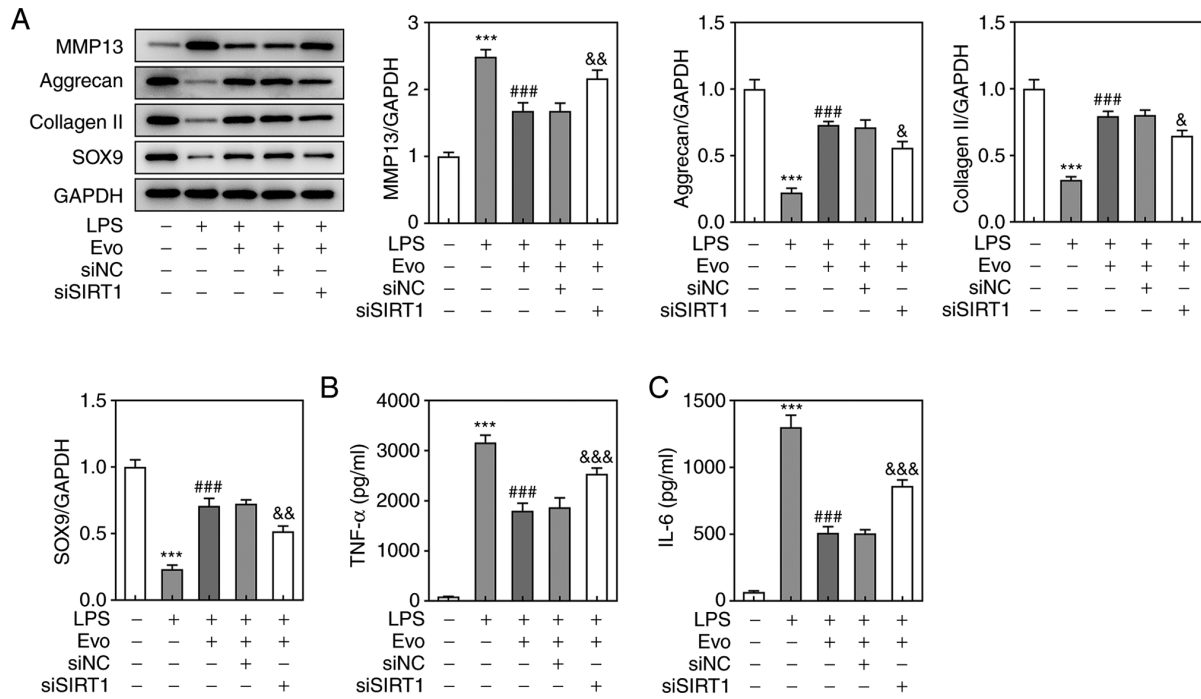 A
MMP13
Aggrecan
Collagen II
SOX9
GAPDH
LPS – + + + +
Evo – – + + +
siNC – – – + –
siSIRT1 – – – – +
MMP13/GAPDH
3
2
1
0
***
###
&&
LPS – + + + +
Evo – – + + +
siNC – – – + –
siSIRT1 – – – – +
Aggrecan/GAPDH
1.5
1.0
0.5
0.0
***
###
&
LPS – + + + +
Evo – – + + +
siNC – – – + –
siSIRT1 – – – – +
Collagen II/GAPDH
1.5
1.0
0.5
0.0
***
###
&
LPS – + + + +
Evo – – + + +
siNC – – – + –
siSIRT1 – – – – +
SOX9/GAPDH
1.5
1.0
0.5
0.0
***
###
&&
LPS – + + + +
Evo – – + + +
siNC – – – + –
siSIRT1 – – – – +
B
TNF-α (pg/ml)
4000
3000
2000
1000
0
***
###
&&&
LPS – + + + +
Evo – – + + +
siNC – – – + –
siSIRT1 – – – – +
C
IL-6 (pg/ml)
1500
1000
500
0
***
###
&&&
LPS – + + + +
Evo – – + + +
siNC – – – + –
siSIRT1 – – – – +